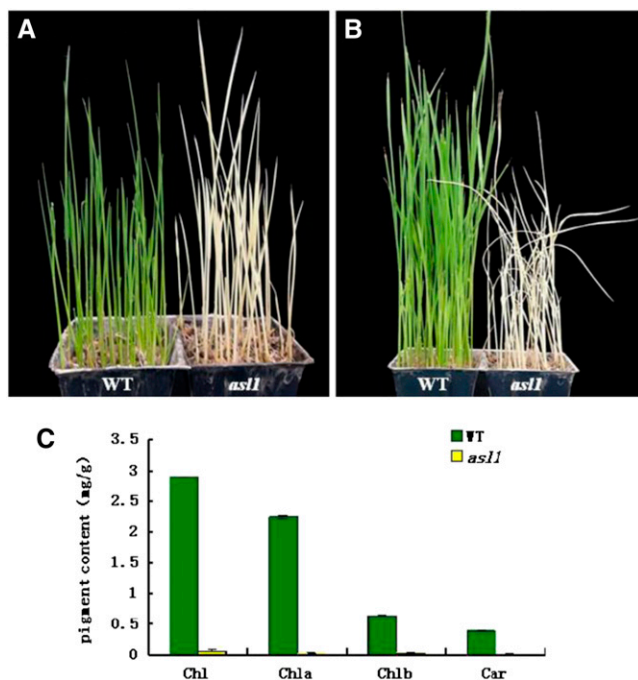 A
B
WT
asl1
WT
asl1
C
3.5
3
2.5
2
1.5
1
0.5
0
pigment content (mg/g)
WT
asl1
Chl
Chla
Chlb
Car